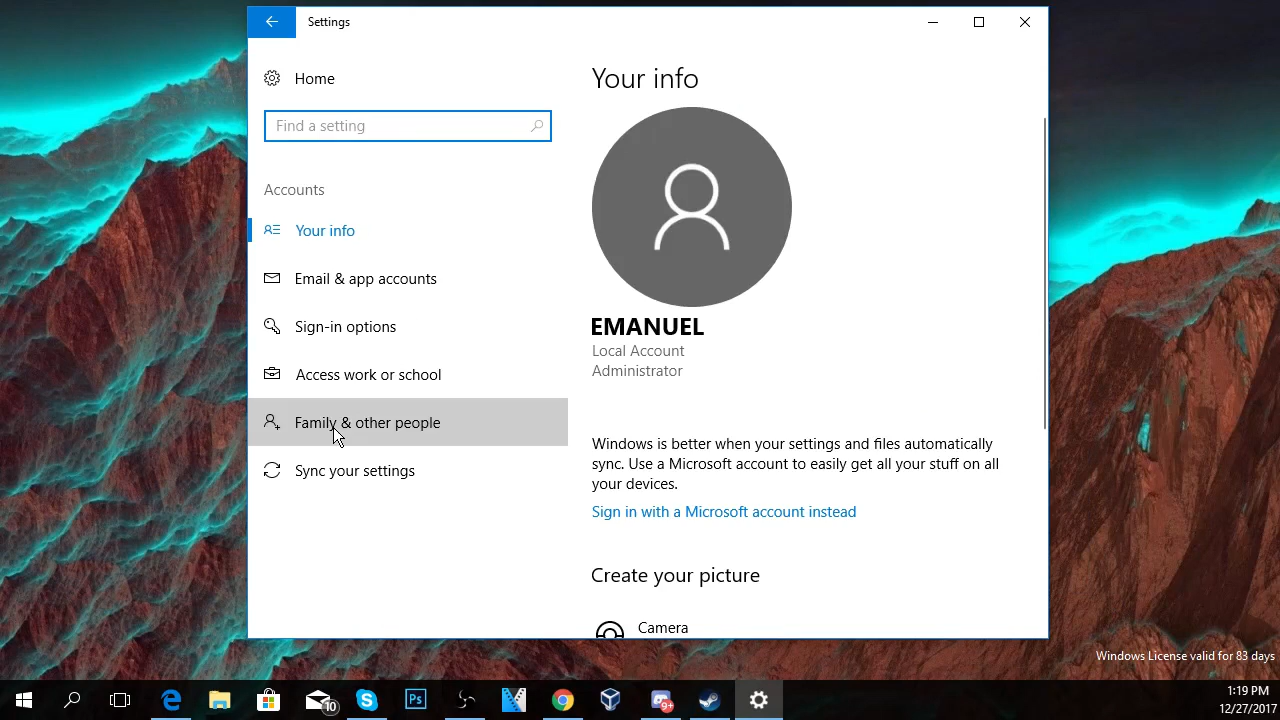 Settings
Home
Find a setting
Accounts
Your info
Email & app accounts
Sign-in options
Access work or school
Family & other people
Sync your settings
Your info
EMANUEL
Local Account
Administrator
Windows is better when your settings and files automatically
sync. Use a Microsoft account to easily get all your stuff on all
your devices.
Sign in with a Microsoft account instead
Create your picture
Camera
Windows License valid for 83 days
10
Ps
9+
1:19 PM
12/27/2017